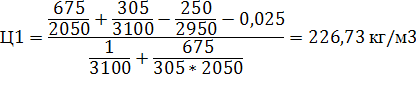 Ц1 = (675/2050 + 305/3100 − 250/2950 − 0,025) / (1/3100 + 675/(305 * 2050)) = 226,73 кг/м3